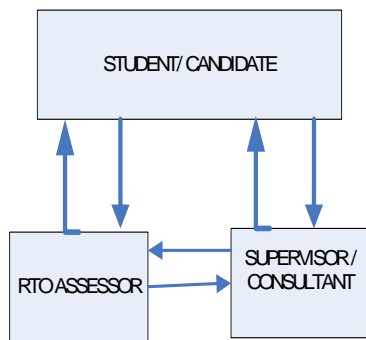 STUDENT/ CANDIDATE
RTO ASSESSOR
SUPERVISOR /
CONSULTANT